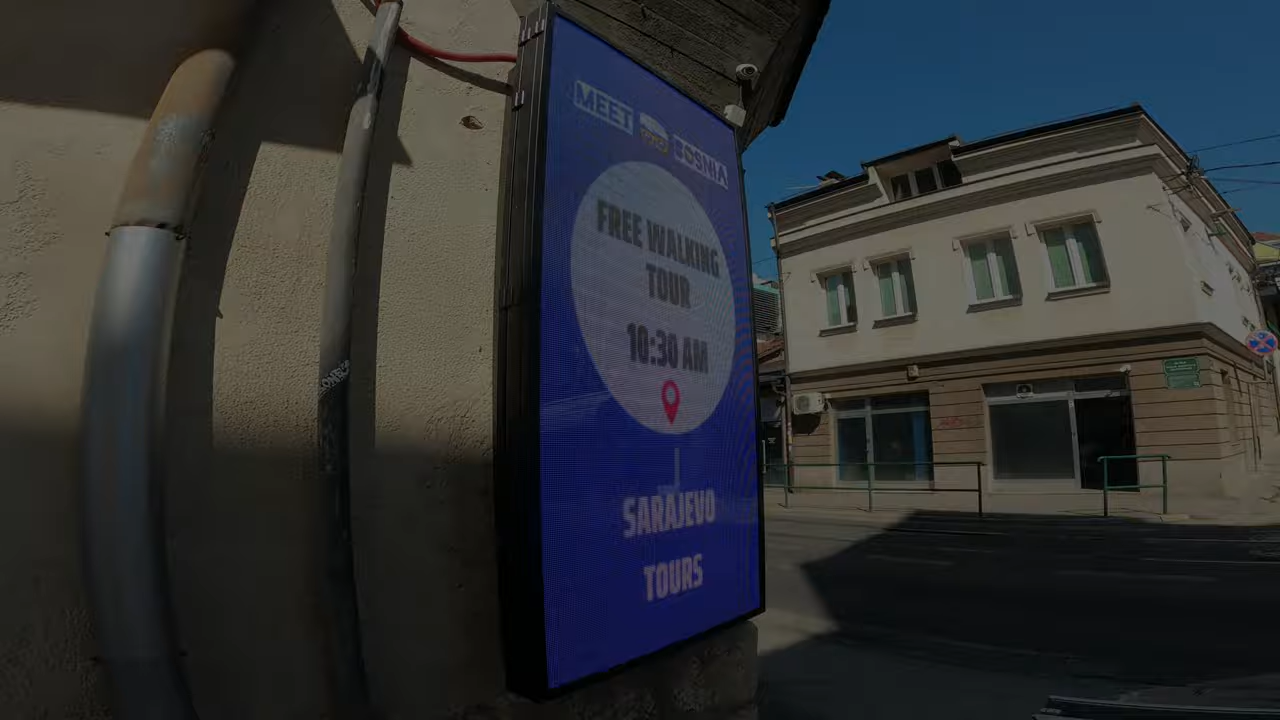 MEET BOSNIA
FREE WALKING
TOUR
10:30 AM
SARAJEVO
TOURS